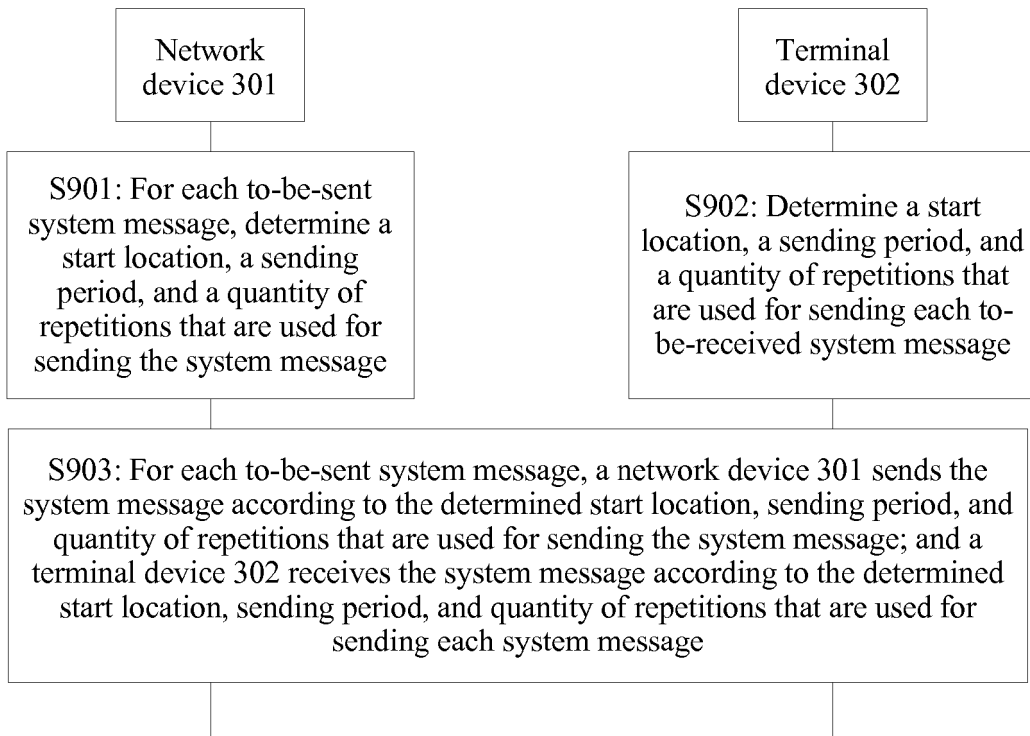 Network
device 301
Terminal
device 302
S901: For each to-be-sent
system message, determine a
start location, a sending
period, and a quantity of
repetitions that are used for
sending the system message
S902: Determine a start
location, a sending period, and
a quantity of repetitions that
are used for sending each to-
be-received system message
S903: For each to-be-sent system message, a network device 301 sends the
system message according to the determined start location, sending period, and
quantity of repetitions that are used for sending the system message; and a
terminal device 302 receives the system message according to the determined
start location, sending period, and quantity of repetitions that are used for
sending each system message